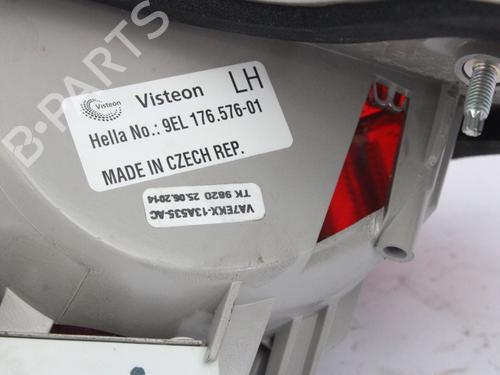 B-PARTS
Visteon Visteon LH
Hella No.: 9EL 176.576-01
MADE IN CZECH REP.
VA7EKX-13A535-AC
TK 9820 25.06.2014